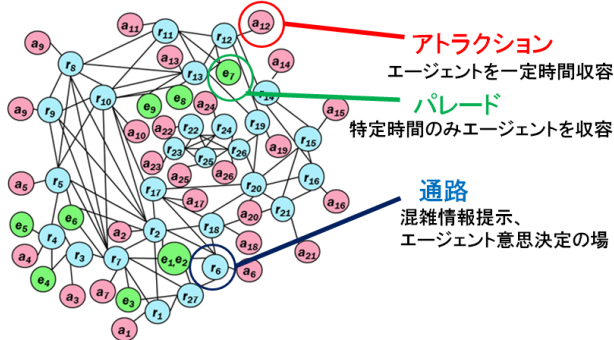 a11
r11
r12
a12
アトラクション
エージェントを一定時間収容
a9
r8
a13
r13
e7
a14
パレード
特定時間のみエージェントを収容
a9
r9
r10
e9
e8
a24
r14
a15
a10
a22
r22
r24
r19
r15
a23
r23
r25
r26
a19
a5
r5
r17
a25
a26
r20
r16
通路
混雑情報提示、
エージェント意思決定の場
e5
e6
a17
a16
r4
a2
r2
r18
a20
r21
a4
r3
r7
e1,e2
a18
a21
e4
a3
a7
e3
r27
r6
a6
a1
r1